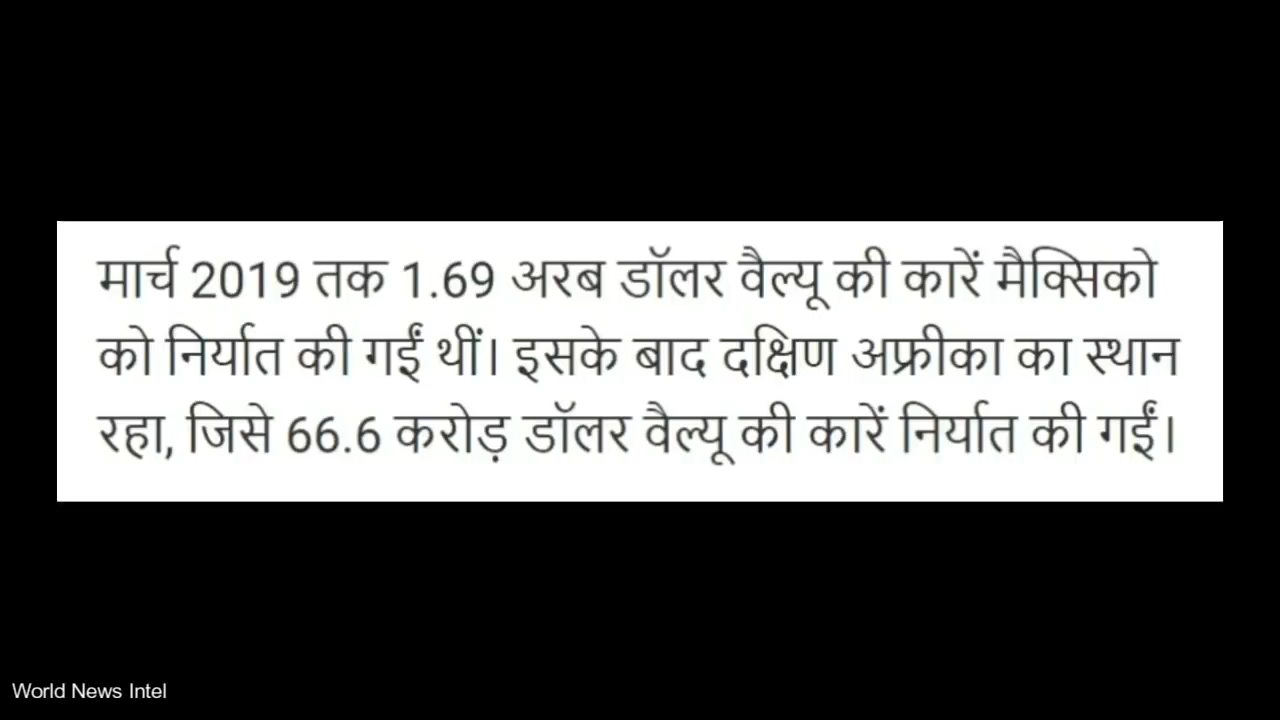 मार्च 2019 तक 1.69 अरब डॉलर वैल्यू की कारें मैक्सिको
को निर्यात की गईं थीं। इसके बाद दक्षिण अफ्रीका का स्थान
रहा, जिसे 66.6 करोड़ डॉलर वैल्यू की कारें निर्यात की गईं।
World News Intel